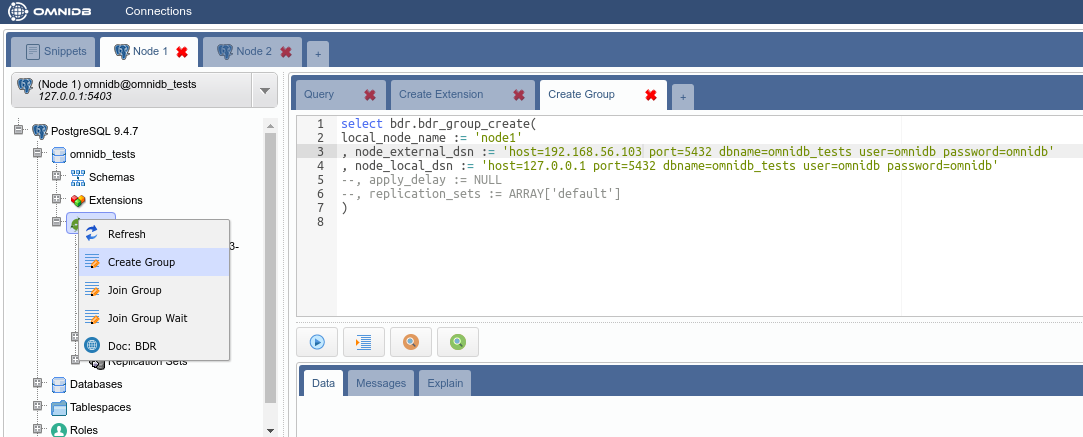 OMNIDB Connections
Snippets Node 1 Node 2 +
(Node 1) omnidb@omnidb_tests
127.0.0.1:5403
PostgreSQL 9.4.7
omnidb_tests
Schemas
Extensions
3-
Refresh
Create Group
Join Group
Join Group Wait
Doc: BDR
Replication Sets
Databases
Tablespaces
Roles
Query Create Extension Create Group +
1 select bdr.bdr_group_create(
2 local_node_name := 'node1'
3 , node_external_dsn := 'host=192.168.56.103 port=5432 dbname=omnidb_tests user=omnidb password=omnidb'
4 , node_local_dsn := 'host=127.0.0.1 port=5432 dbname=omnidb_tests user=omnidb password=omnidb'
5 --, apply_delay := NULL
6 --, replication_sets := ARRAY['default']
7 )
8
Data Messages Explain